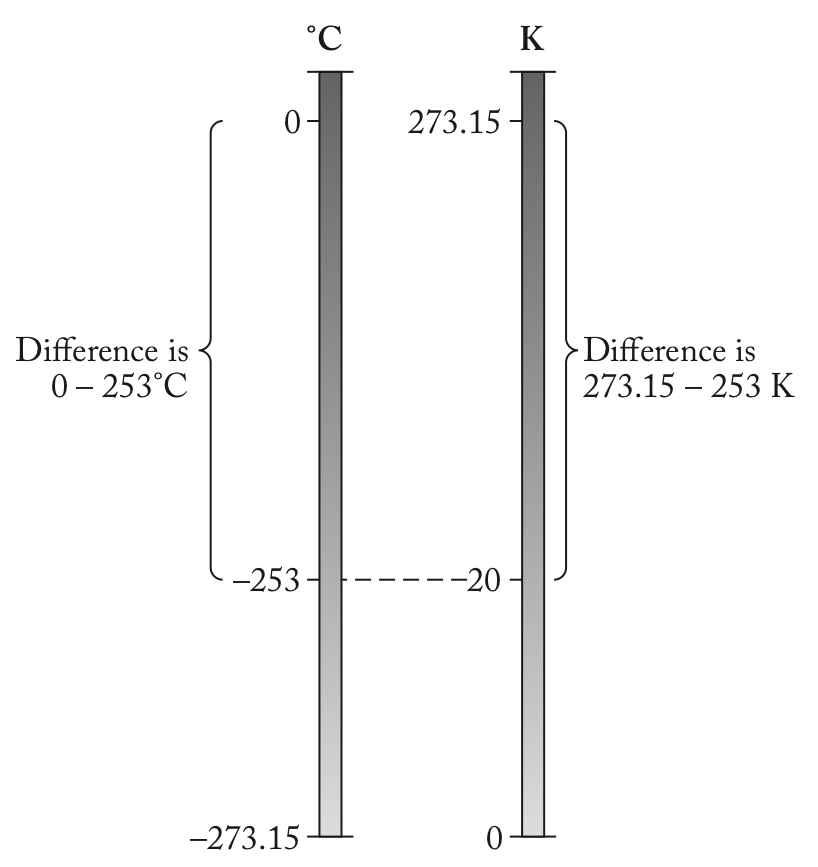 °C
K
0
273.15
Difference is
0 – 253°C
Difference is
273.15 – 253 K
–253
20
–273.15
0